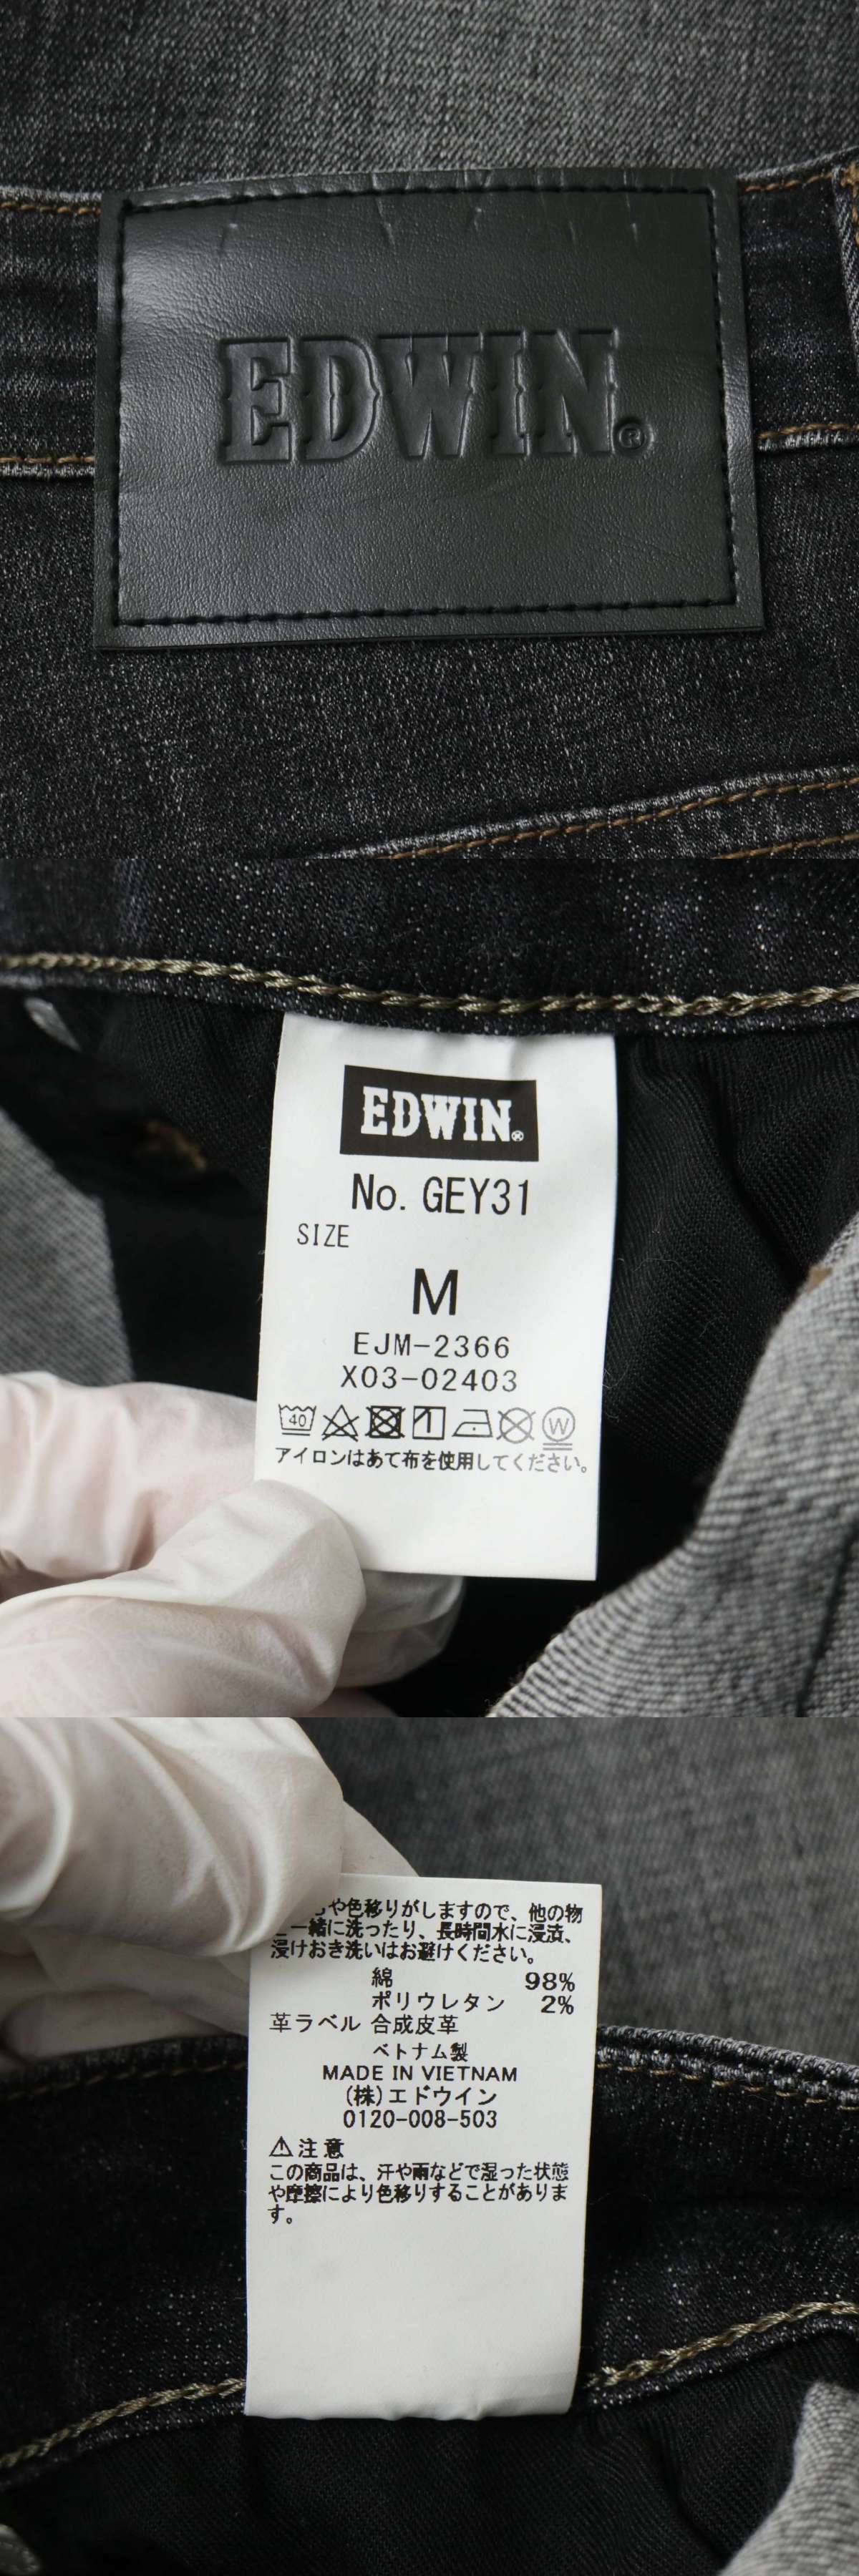 EDWIN®
EDWIN®
No. GEY31
SIZE
M
EJM-2366
X03-02403
40 W
アイロンはあて布を使用してください。
や色移りがしますので、他の物
一緒に洗ったり、長時間水に浸漬、
浸けおき洗いはお避けください。
綿 98%
ポリウレタン 2%
革ラベル 合成皮革
ベトナム製
MADE IN VIETNAM
(株)エドウイン
0120-008-503
⚠注意
この商品は、汗や雨などで湿った状態
や摩擦により色移りすることがありま
す。